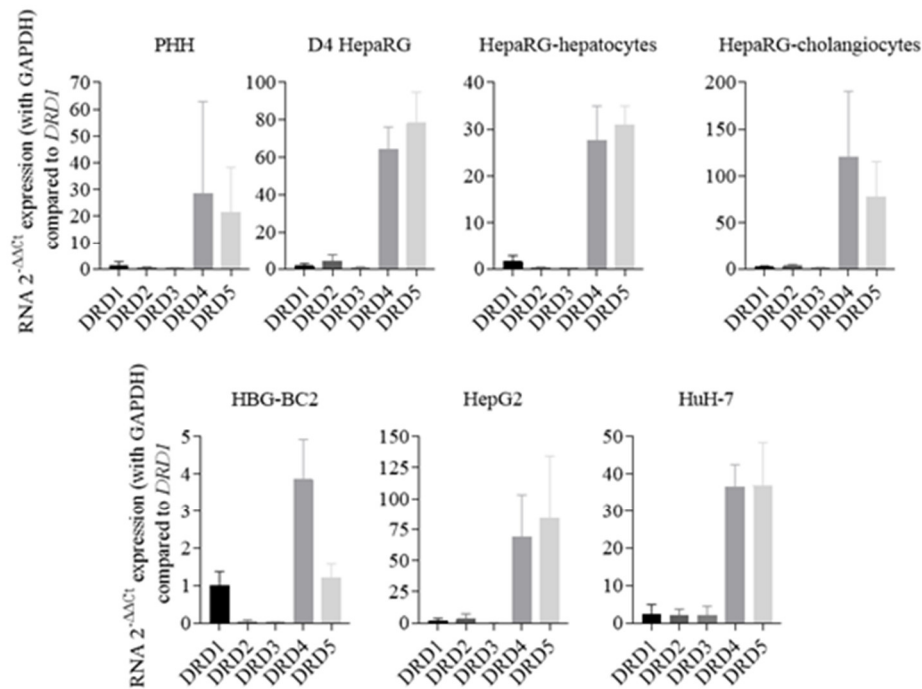 PHH
D4 HepaRG
HepaRG-hepatocytes
HepaRG-cholangiocytes
RNA 2-ΔΔCt expression (with GAPDH)
compared to DRD1
70
60
50
40
30
20
10
0
DRD1
DRD2
DRD3
DRD4
DRD5
100
80
60
40
20
0
DRD1
DRD2
DRD3
DRD4
DRD5
40
30
20
10
0
DRD1
DRD2
DRD3
DRD4
DRD5
200
150
100
50
0
DRD1
DRD2
DRD3
DRD4
DRD5
HBG-BC2
HepG2
HuH-7
RNA 2-ΔΔCt expression (with GAPDH)
compared to DRD1
5
4
3
2
1
0
DRD1
DRD2
DRD3
DRD4
DRD5
150
125
100
75
50
25
0
DRD1
DRD2
DRD3
DRD4
DRD5
50
40
30
20
10
0
DRD1
DRD2
DRD3
DRD4
DRD5